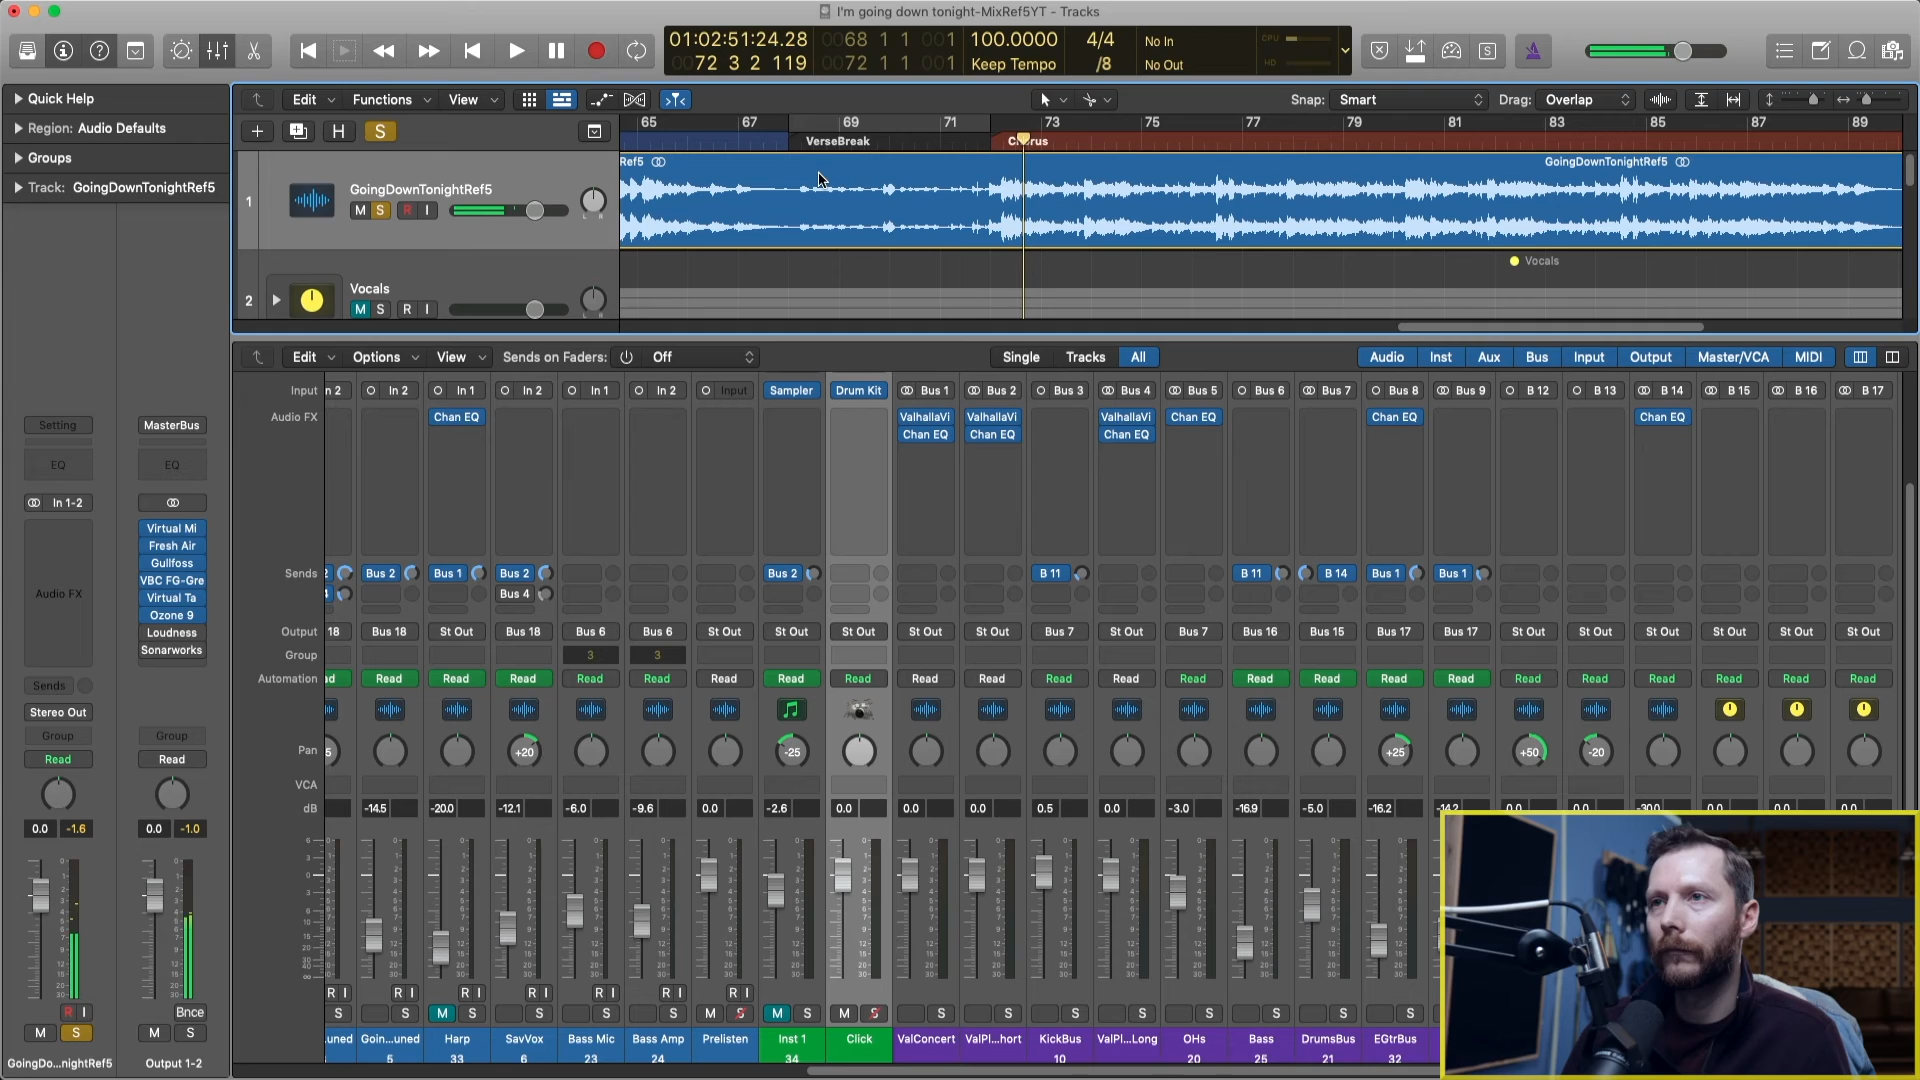 I'm going down tonight-MixRef5YT - Tracks
01:02:51:24.28
72 3 2 119
0068 1 1 001
0072 1 1 001
100.0000
Keep Tempo
4/4
/8
No In
No Out
CPU
HD
Quick Help
Region: Audio Defaults
Groups
Track: GoingDownTonightRef5
Edit Functions View
Snap: Smart
Drag: Overlap
H S
65 67 69 71 73 75 77 79 81 83 85 87 89
VerseBreak
1
GoingDownTonightRef5
M S R I
Ref5
GoingDownTonightRef5
2
Vocals
M S R I
Vocals
Edit Options View Sends on Faders: Off
Single Tracks All
Audio Inst Aux Bus Input Output Master/VCA MIDI
Input n 2 In 2 In 1 In 2 In 1 In 2 Input Sampler Drum Kit Bus 1 Bus 2 Bus 3 Bus 4 Bus 5 Bus 6 Bus 7 Bus 8 Bus 9 B 12 B 13 B 14 B 15 B 16 B 17
Audio FX Chan EQ ValhallaVi ValhallaVi ValhallaVi Chan EQ Chan EQ Chan EQ
Chan EQ Chan EQ Chan EQ
Sends 2 Bus 2 Bus 1 Bus 2 Bus 2 B 11 B 11 B 14 Bus 1 Bus 1
4 Bus 4
Output 18 Bus 18 St Out Bus 18 Bus 6 Bus 6 St Out St Out St Out St Out St Out Bus 7 St Out Bus 7 Bus 16 Bus 15 Bus 17 Bus 17 St Out St Out St Out St Out St Out St Out
Group 3 3
Automation ad Read Read Read Read Read Read Read Read Read Read Read Read Read Read Read Read Read Read Read Read Read Read Read
Pan 5 +20 -25 +25 +50 -20
VCA
dB -14.5 -20.0 -12.1 -6.0 -9.6 0.0 -2.6 0.0 0.0 0.0 0.5 0.0 -3.0 -16.9 -5.0 -16.2 -14.2 0.0 0.0 -30.0 0.0 0.0 0.0
R I R I R I R I R I R I R I
S S M S S S S M S M S M S S S S S S S S S
.uned Goin...uned Harp SavVox Bass Mic Bass Amp Prelisten Inst 1 Click ValConcert ValPl...hort KickBus ValPl...Long OHs Bass DrumsBus EGtrBus
5 33 6 23 24 34 10 20 25 21 32
Setting
EQ
In 1-2
Audio FX
Sends
Stereo Out
Group
Read
0.0 -1.6
R I
M S
GoingDo...nightRef5
MasterBus
EQ
Virtual Mi
Fresh Air
Gullfoss
VBC FG-Gre
Virtual Ta
Ozone 9
Loudness
Sonarworks
Group
Read
0.0 -1.0
Bnce
M S
Output 1-2